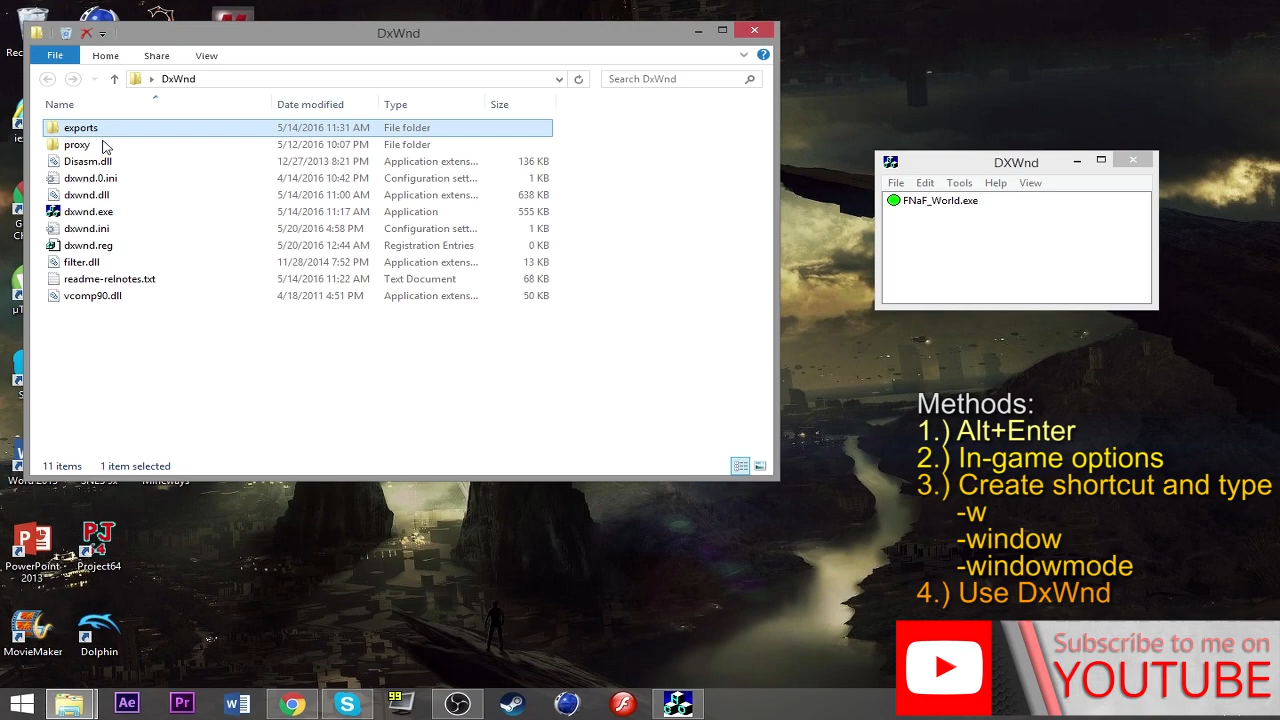 DxWnd
File Home Share View
DxWnd
Search DxWnd
Name Date modified Type Size
exports 5/14/2016 11:31 AM File folder
proxy 5/12/2016 10:07 PM File folder
Disasm.dll 12/27/2013 8:21 PM Application extens... 136 KB
dxwnd.0.ini 4/14/2016 10:42 PM Configuration sett... 1 KB
dxwnd.dll 5/14/2016 11:00 AM Application extens... 638 KB
dxwnd.exe 5/14/2016 11:17 AM Application 555 KB
dxwnd.ini 5/20/2016 4:58 PM Configuration sett... 1 KB
dxwnd.reg 5/20/2016 12:44 AM Registration Entries 0 KB
filter.dll 11/28/2014 7:52 PM Application extens... 13 KB
readme-relnotes.txt 5/14/2016 11:22 AM Text Document 68 KB
vcomp90.dll 4/18/2011 4:51 PM Application extens... 50 KB
11 items 1 item selected
DXWnd
File Edit Tools Help View
FNaF_World.exe
Methods:
1.) Alt+Enter
2.) In-game options
3.) Create shortcut and type
-w
-window
-windowmode
4.) Use DxWnd
PowerPoint 2013
Project64
MovieMaker
Dolphin
Subscribe to me on
YOUTUBE
Ae Pr
99